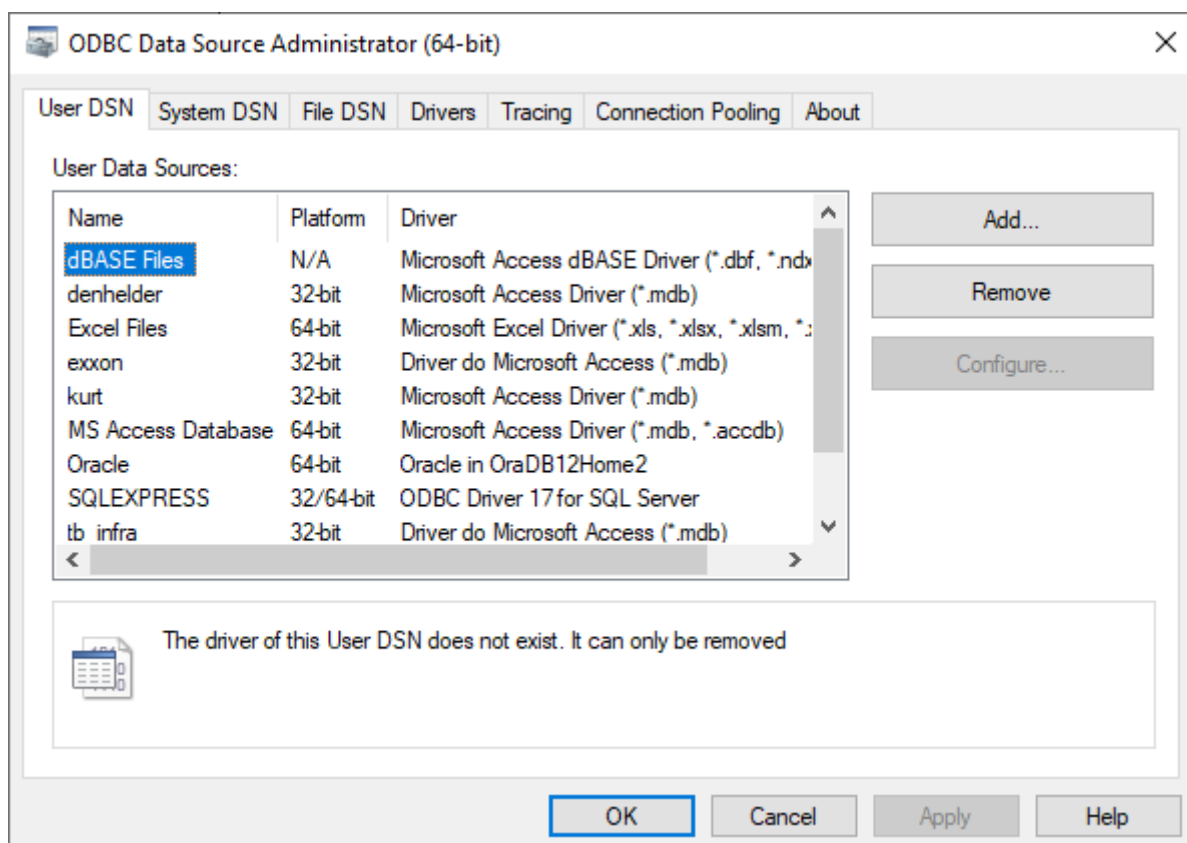 ODBC Data Source Administrator (64-bit)
User DSN System DSN File DSN Drivers Tracing Connection Pooling About
User Data Sources:
Name Platform Driver
dBASE Files N/A Microsoft Access dBASE Driver (*.dbf, *.ndx
denhelder 32-bit Microsoft Access Driver (*.mdb)
Excel Files 64-bit Microsoft Excel Driver (*.xls, *.xlsx, *.xlsm, *.x
exxon 32-bit Driver do Microsoft Access (*.mdb)
kurt 32-bit Microsoft Access Driver (*.mdb)
MS Access Database 64-bit Microsoft Access Driver (*.mdb, *.accdb)
Oracle 64-bit Oracle in OraDB12Home2
SQLEXPRESS 32/64-bit ODBC Driver 17 for SQL Server
tb_infra 32-bit Driver do Microsoft Access (*.mdb)
Add...
Remove
Configure...
The driver of this User DSN does not exist. It can only be removed
OK Cancel Apply Help